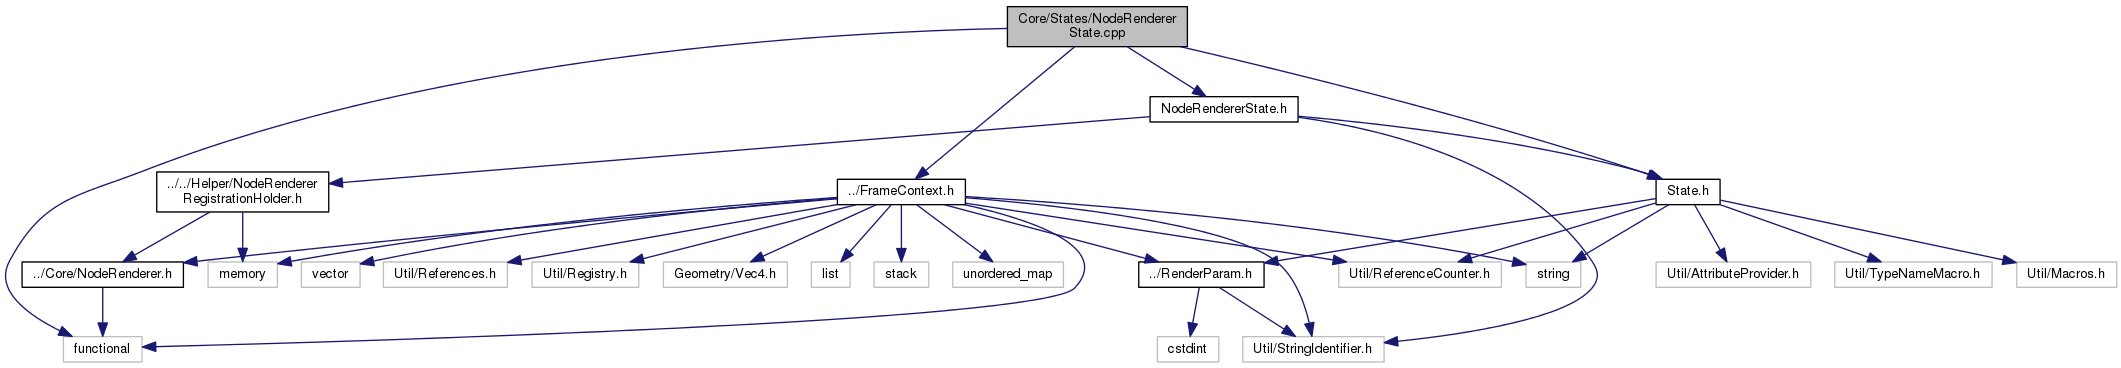 Core/States/NodeRenderer
State.cpp
NodeRendererState.h
../../Helper/NodeRenderer
RegistrationHolder.h
../FrameContext.h
State.h
../Core/NodeRenderer.h
memory
vector
Util/References.h
Util/Registry.h
Geometry/Vec4.h
list
stack
unordered_map
../RenderParam.h
Util/ReferenceCounter.h
string
Util/AttributeProvider.h
Util/TypeNameMacro.h
Util/Macros.h
functional
cstdint
Util/StringIdentifier.h